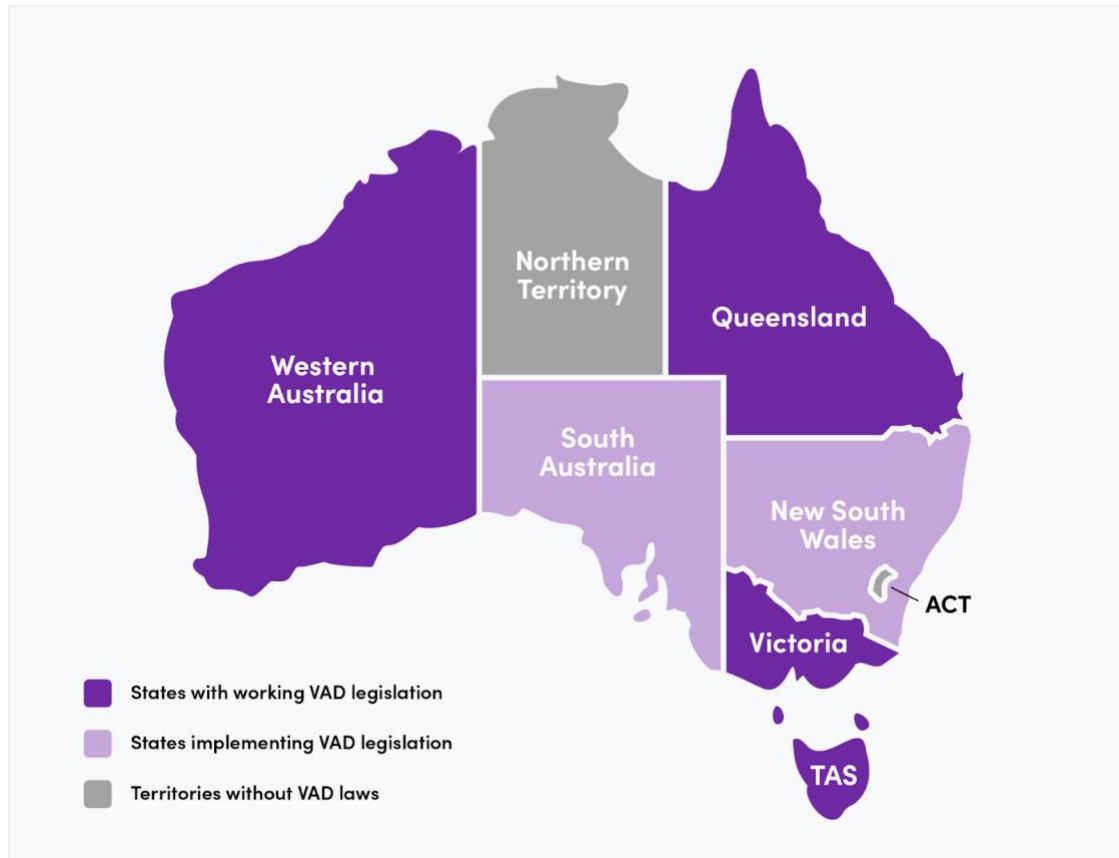 Northern
Territory
Queensland
Western
Australia
South
Australia
New South
Wales
ACT
Victoria
TAS
States with working VAD legislation
States implementing VAD legislation
Territories without VAD laws